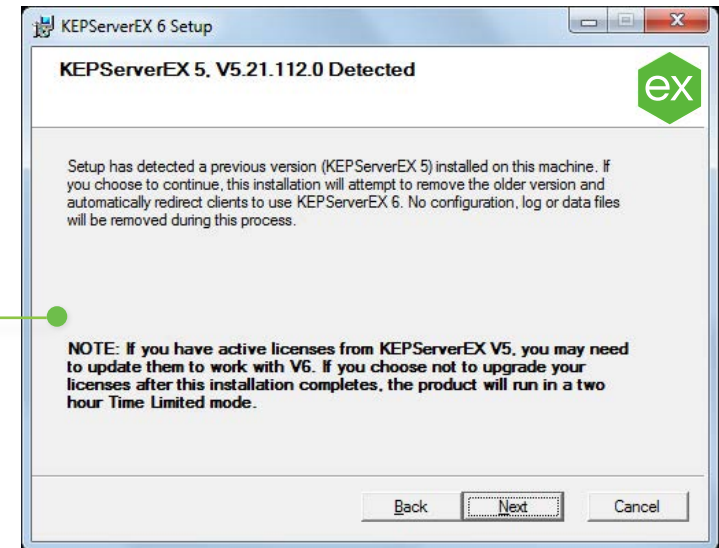 KEPServerEX 6 Setup
KEPServerEX 5, V5.21.112.0 Detected
ex
Setup has detected a previous version (KEPServerEX 5) installed on this machine. If
you choose to continue, this installation will attempt to remove the older version and
automatically redirect clients to use KEPServerEX 6. No configuration, log or data files
will be removed during this process.
NOTE: If you have active licenses from KEPServerEX V5, you may need
to update them to work with V6. If you choose not to upgrade your
licenses after this installation completes, the product will run in a two
hour Time Limited mode.
Back Next Cancel